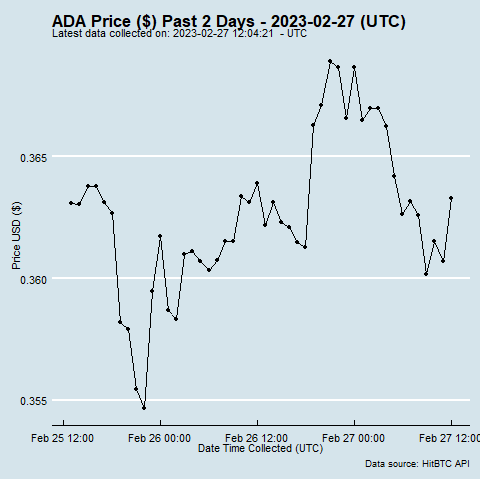 ADA Price ($) Past 2 Days - 2023-02-27 (UTC)
Latest data collected on: 2023-02-27 12:04:21 - UTC
0.365
0.360
0.355
Price USD ($)
Feb 25 12:00 Feb 26 00:00 Feb 26 12:00 Feb 27 00:00 Feb 27 12:00
Date Time Collected (UTC)
Data source: HitBTC API